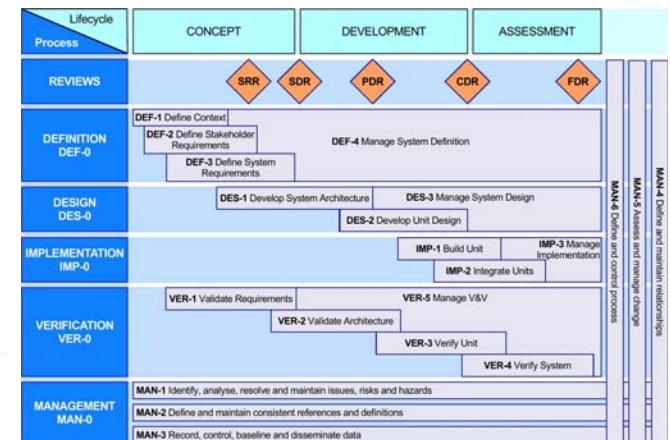 Lifecycle
Process
CONCEPT
DEVELOPMENT
ASSESSMENT
REVIEWS
SRR
SDR
PDR
CDR
FDR
DEFINITION
DEF-0
DEF-1 Define Context
DEF-2 Define Stakeholder
Requirements
DEF-3 Define System
Requirements
DEF-4 Manage System Definition
DESIGN
DES-0
DES-1 Develop System Architecture
DES-3 Manage System Design
DES-2 Develop Unit Design
IMPLEMENTATION
IMP-0
IMP-1 Build Unit
IMP-3 Manage
Implementation
IMP-2 Integrate Units
VERIFICATION
VER-0
VER-1 Validate Requirements
VER-5 Manage V&V
VER-2 Validate Architecture
VER-3 Verify Unit
VER-4 Verify System
MANAGEMENT
MAN-0
MAN-1 Identify, analyse, resolve and maintain issues, risks and hazards
MAN-2 Define and maintain consistent references and definitions
MAN-3 Record, control, baseline and disseminate data
MAN-6 Define and control process
MAN-5 Assess and manage change
MAN-4 Define and maintain relationships